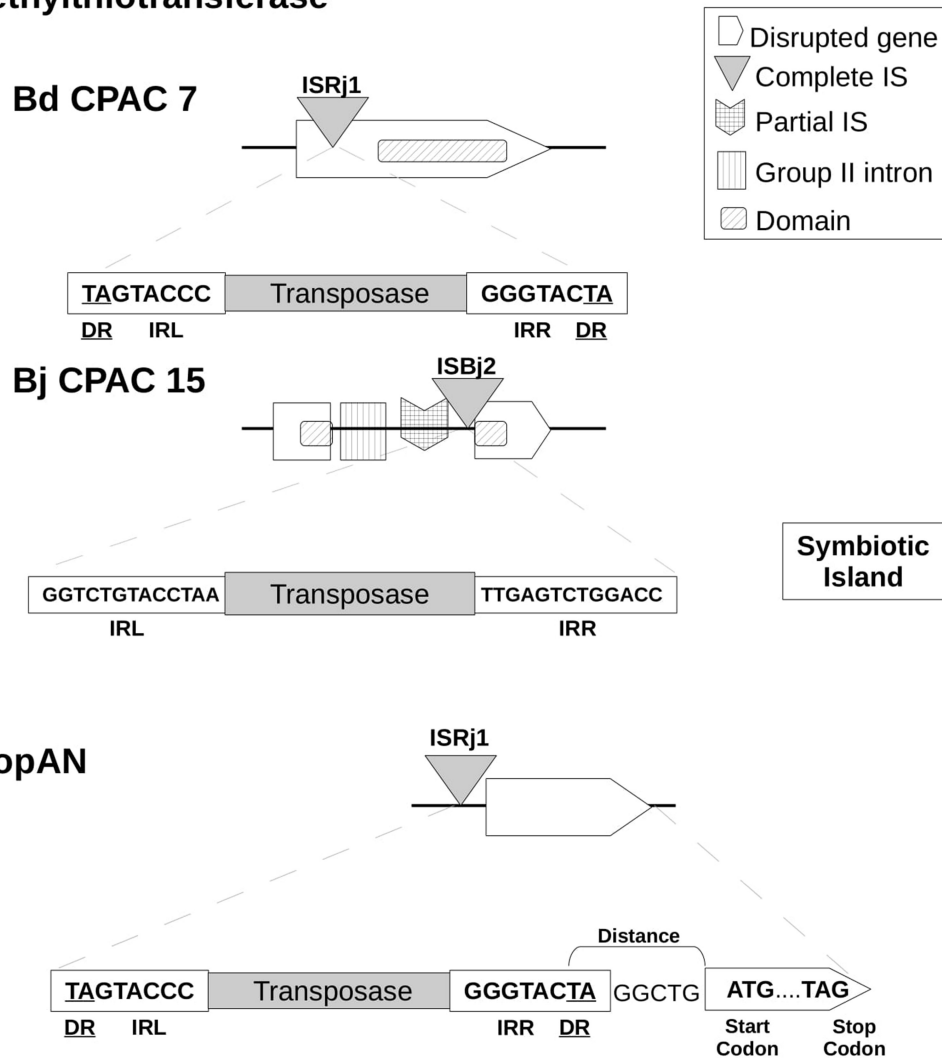 Disrupted gene
Complete IS
Partial IS
Group II intron
Domain
Bd CPAC 7
ISRj1
TAGTACCC Transposase GGGTACTA
DR IRL IRR DR
Bj CPAC 15
ISBj2
GGTCTGTACCTAA Transposase TTGAGTCTGGACC
IRL IRR
Symbiotic
Island
opAN
ISRj1
Distance
TAGTACCC Transposase GGGTACTA GGCTG ATG....TAG
DR IRL IRR DR Start Stop
Codon Codon